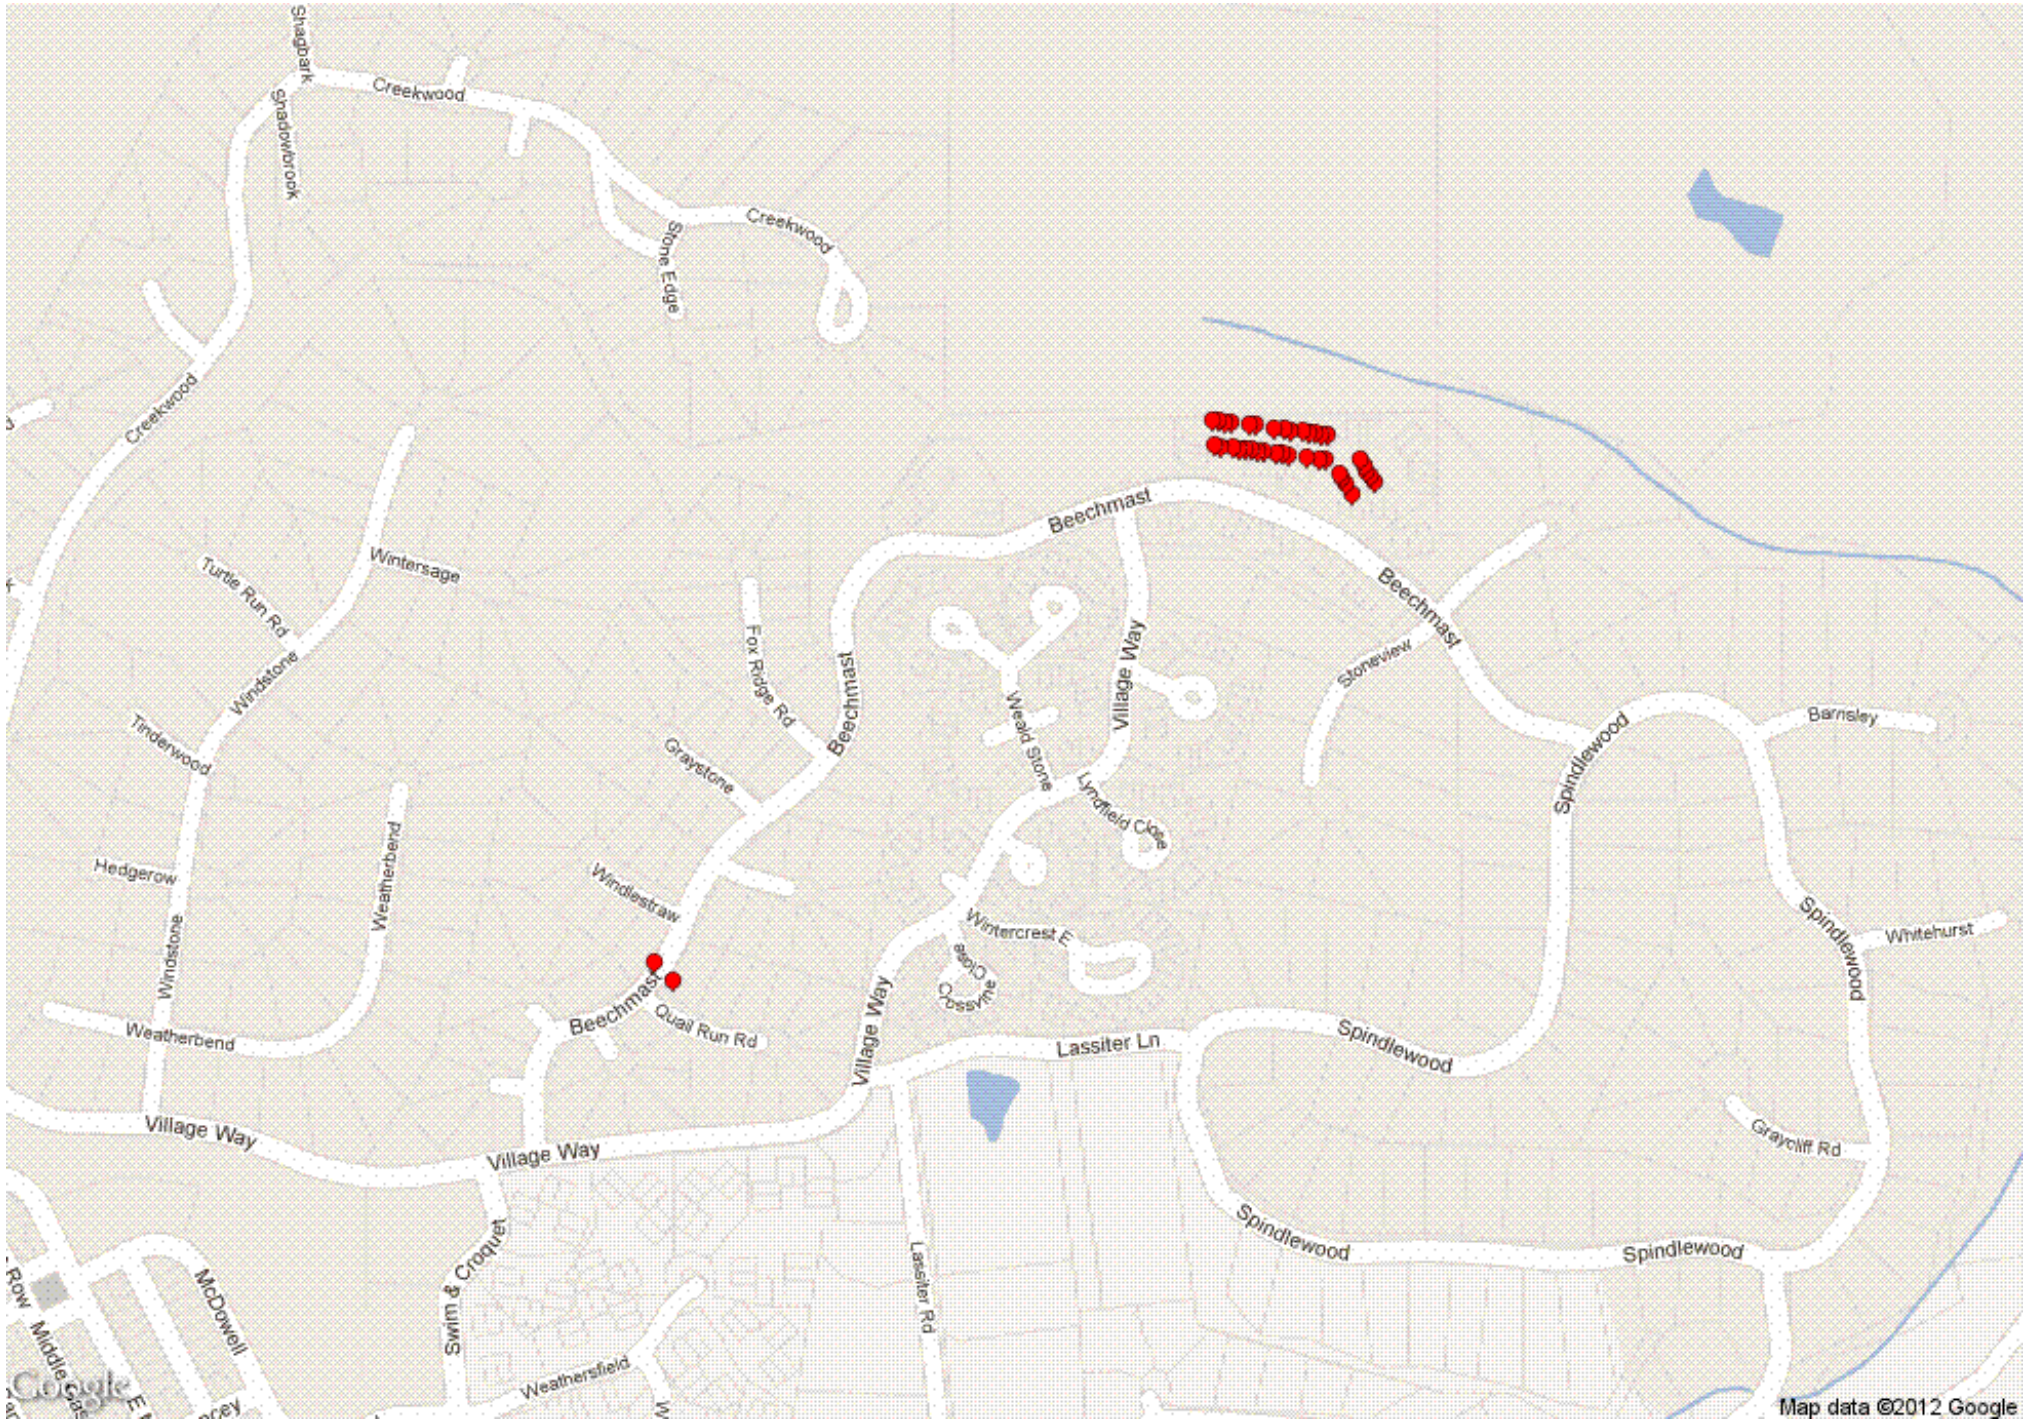 Shagbark
Creekwood
Shadowbrook
Creekwood
Stone Edge
Creekwood
Beechmast
Wintersage
Turtle Run Rd
Beechmast
Windstone
Fox Ridge Rd
Village Way
Stoneview
Beechmast
Weald Stone
Barnsley
Tinderwood
Graystone
Spindlewood
Lyndfield Close
Hedgerow
Weatherbend
Windlestraw
Wintercrest E
Spindlewood
Whitehurst
Windstone
Crossvine Close
Beechmast
Quail Run Rd
Village Way
Weatherbend
Lassiter Ln
Spindlewood
Village Way
Village Way
Graycliff Rd
Spindlewood
Spindlewood
Swim & Croquet
Lassiter Rd
McDowell
Row
Middle
Weathersfield
Google
Map data ©2012 Google